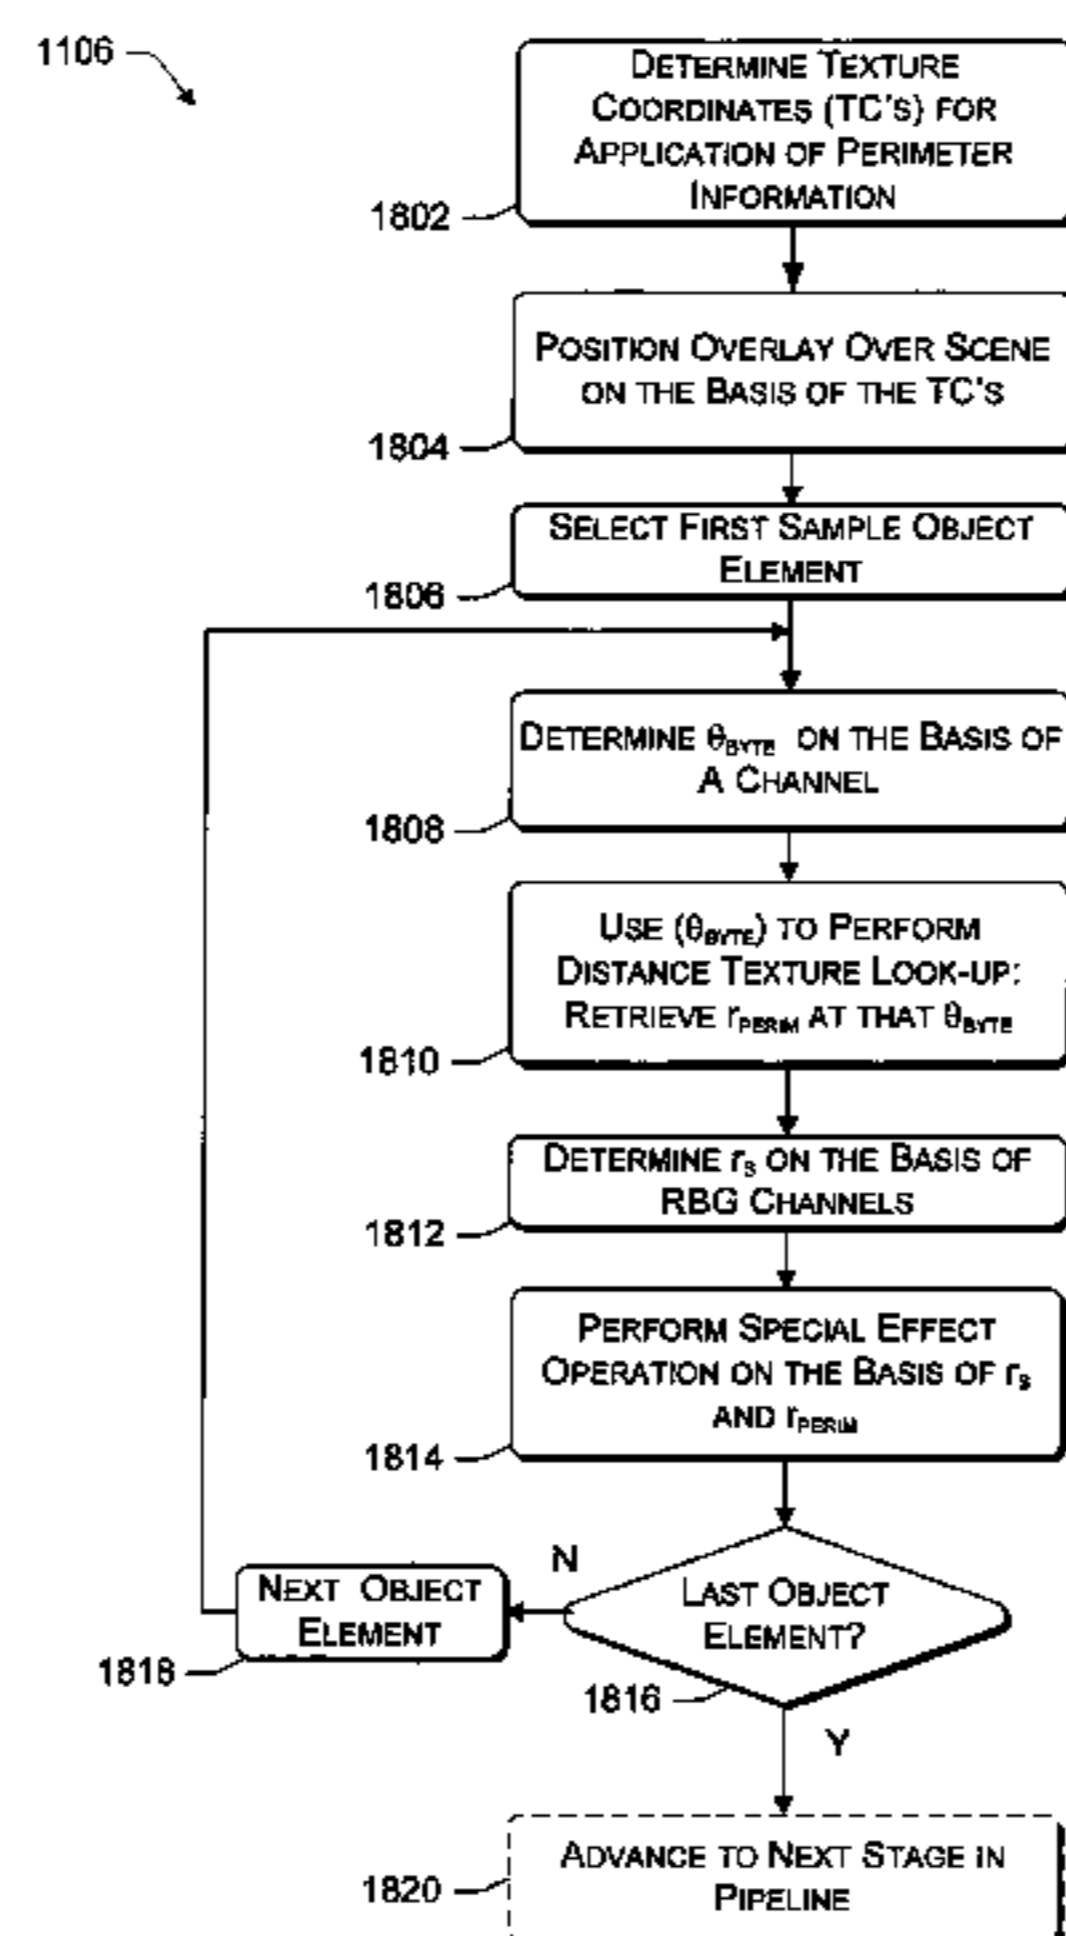 1106
DETERMINE TEXTURE
COORDINATES (TC'S) FOR
APPLICATION OF PERIMETER
INFORMATION
1802
POSITION OVERLAY OVER SCENE
ON THE BASIS OF THE TC'S
1804
SELECT FIRST SAMPLE OBJECT
ELEMENT
1806
DETERMINE θBYTE ON THE BASIS OF
A CHANNEL
1808
USE (θBYTE) TO PERFORM
DISTANCE TEXTURE LOOK-UP:
RETRIEVE rPERIM AT THAT θBYTE
1810
DETERMINE rS ON THE BASIS OF
RBG CHANNELS
1812
PERFORM SPECIAL EFFECT
OPERATION ON THE BASIS OF rS
AND rPERIM
1814
N
LAST OBJECT
ELEMENT?
NEXT OBJECT
ELEMENT
1818
1816
Y
ADVANCE TO NEXT STAGE IN
PIPELINE
1820